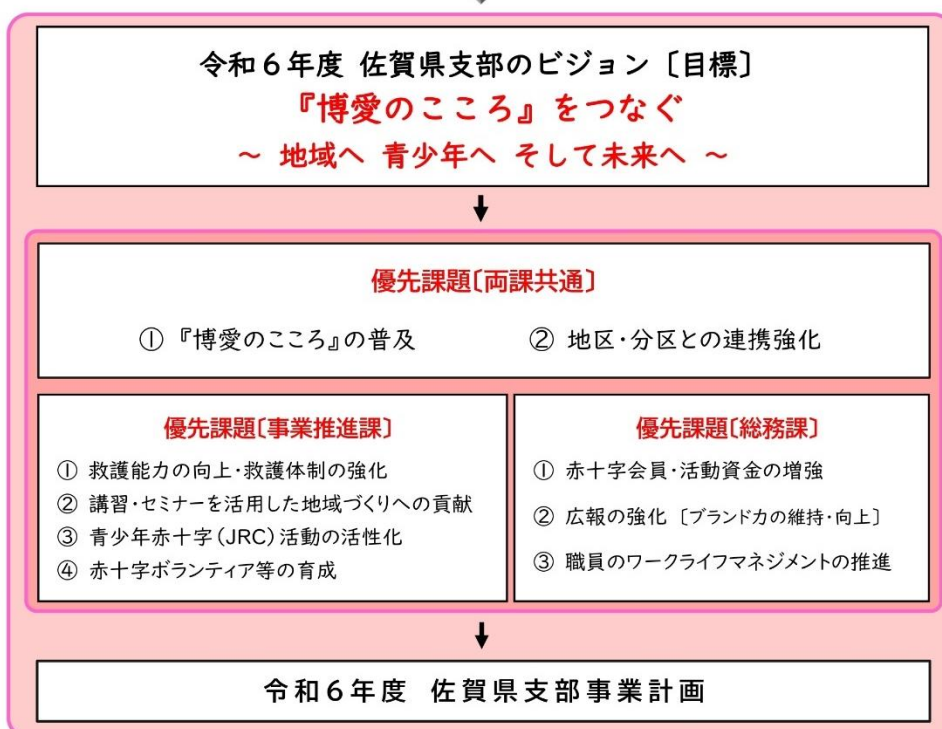 令和６年度 佐賀県支部のビジョン〔目標〕
『博愛のこころ』をつなぐ
～ 地域へ 青少年へ そして未来へ ～
優先課題〔両課共通〕
① 『博愛のこころ』の普及
② 地区・分区との連携強化
優先課題〔事業推進課〕
① 救護能力の向上・救護体制の強化
② 講習・セミナーを活用した地域づくりへの貢献
③ 青少年赤十字（JRC）活動の活性化
④ 赤十字ボランティア等の育成
優先課題〔総務課〕
① 赤十字会員・活動資金の増強
② 広報の強化 〔ブランド力の維持・向上〕
③ 職員のワークライフマネジメントの推進
令和６年度 佐賀県支部事業計画